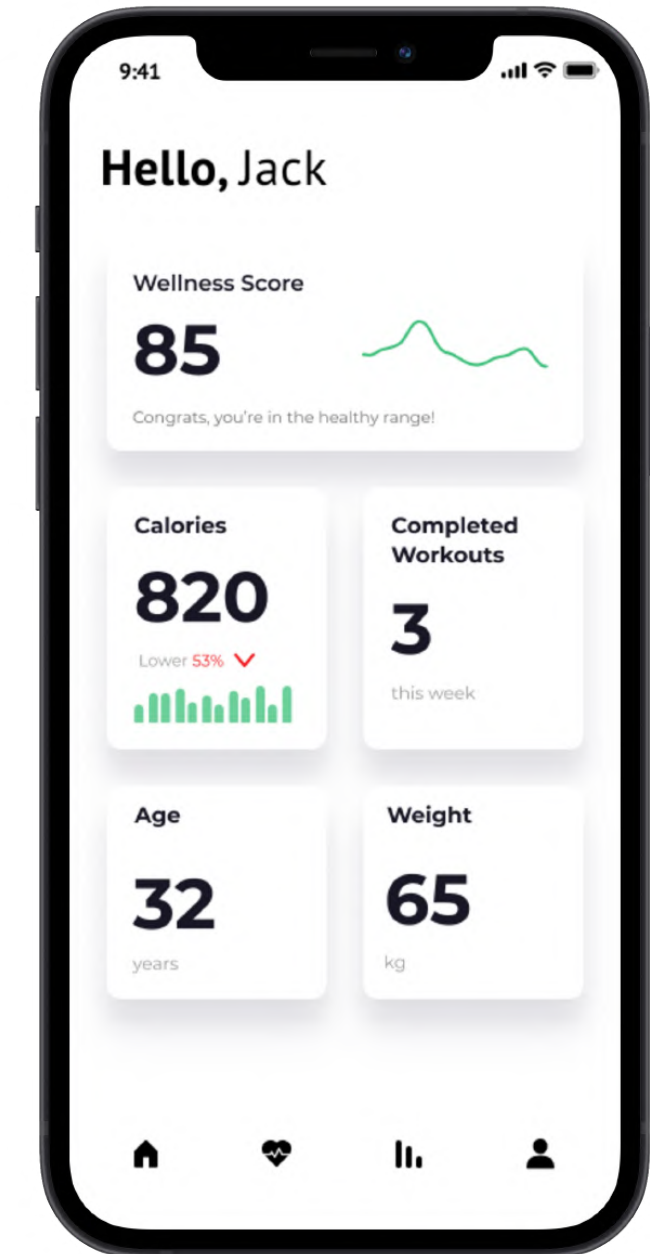 9:41
Hello, Jack
Wellness Score
85
Congrats, you're in the healthy range!
Calories
820
Lower 53%
Completed
Workouts
3
this week
Age
32
years
Weight
65
kg